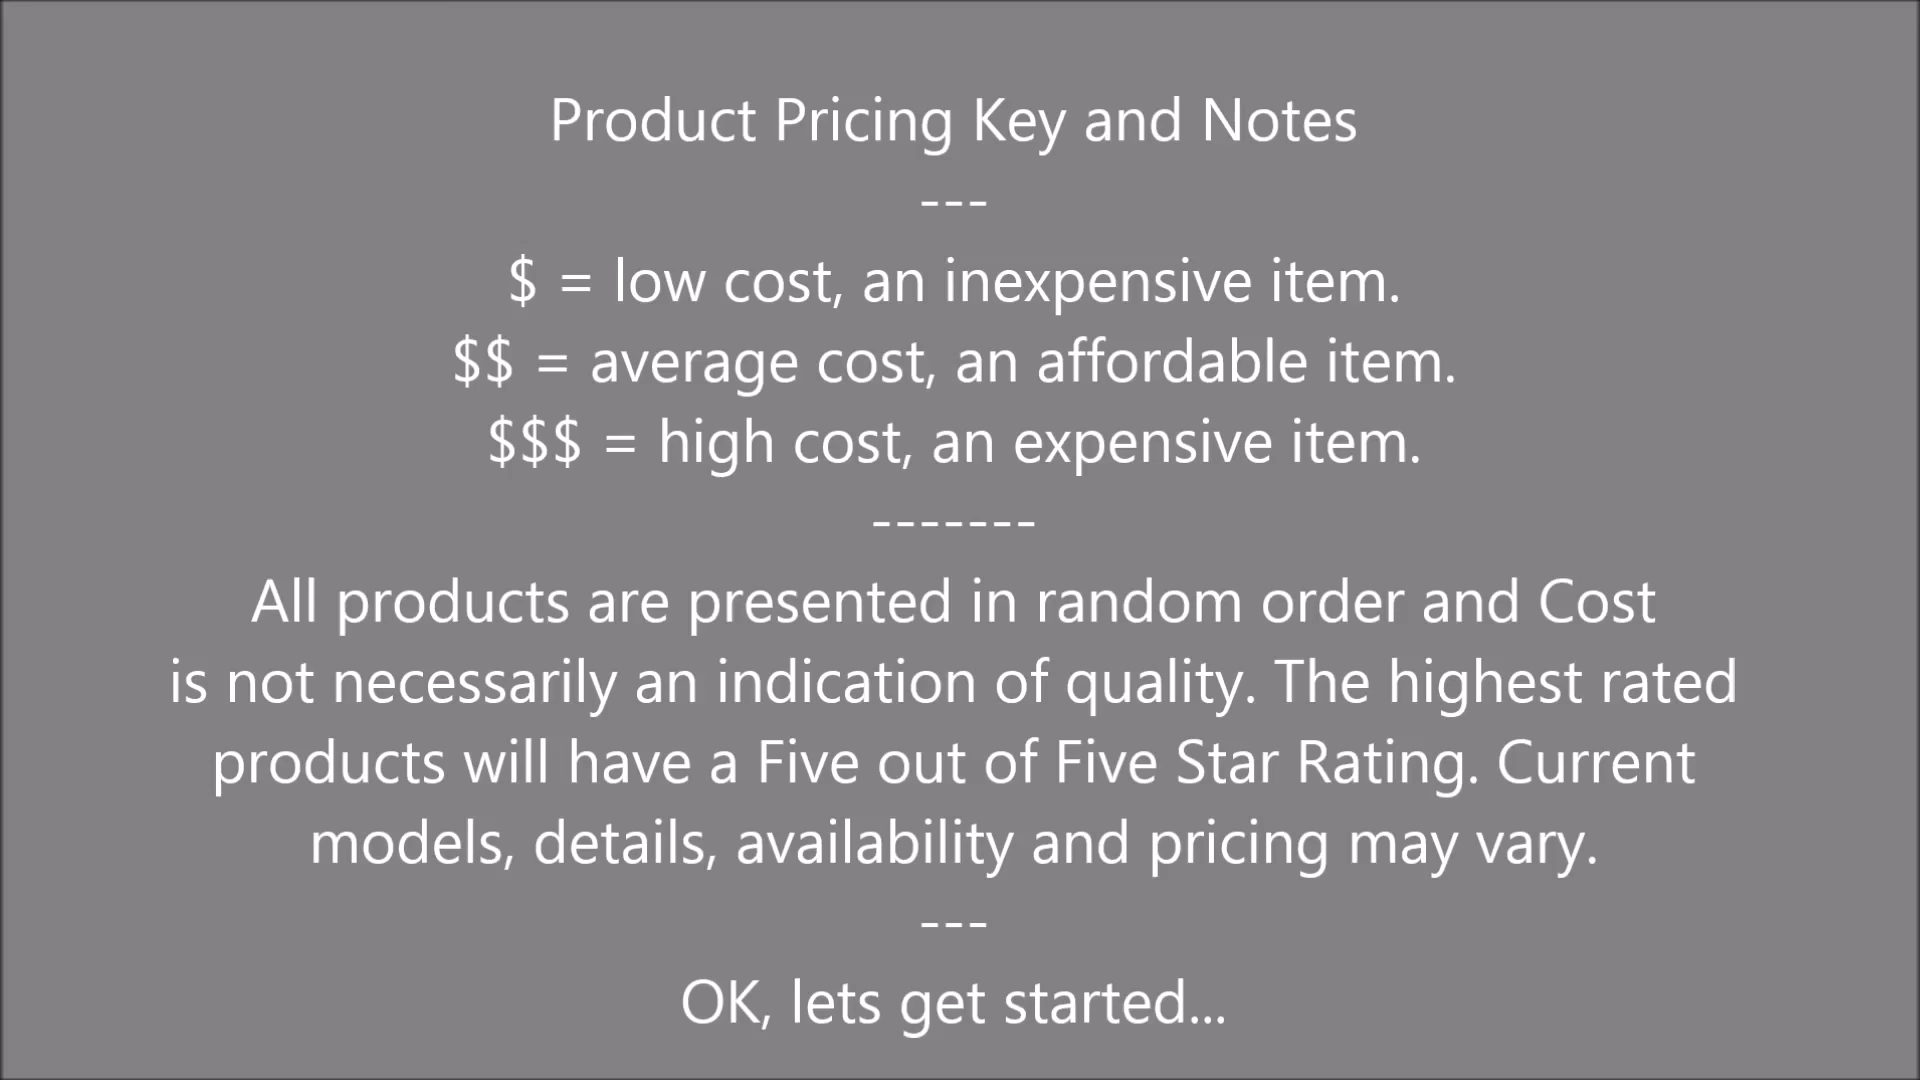 Product Pricing Key and Notes
---
$ = low cost, an inexpensive item.
$$ = average cost, an affordable item.
$$$ = high cost, an expensive item.
-------
All products are presented in random order and Cost
is not necessarily an indication of quality. The highest rated
products will have a Five out of Five Star Rating. Current
models, details, availability and pricing may vary.
---
OK, lets get started...